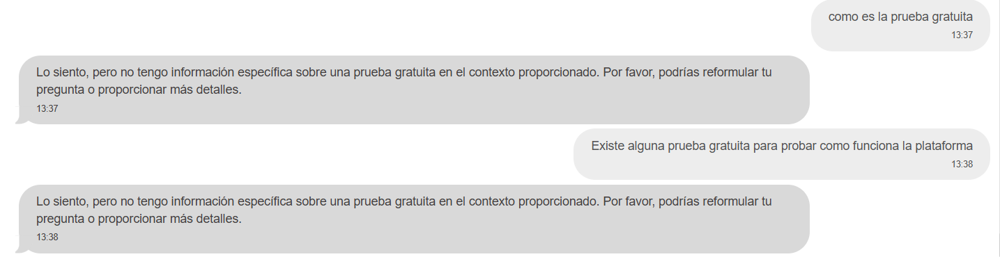 como es la prueba gratuita
13:37
Lo siento, pero no tengo información específica sobre una prueba gratuita en el contexto proporcionado. Por favor, podrías reformular tu
pregunta o proporcionar más detalles.
13:37
Existe alguna prueba gratuita para probar como funciona la plataforma
13:38
Lo siento, pero no tengo información específica sobre una prueba gratuita en el contexto proporcionado. Por favor, podrías reformular tu
pregunta o proporcionar más detalles.
13:38